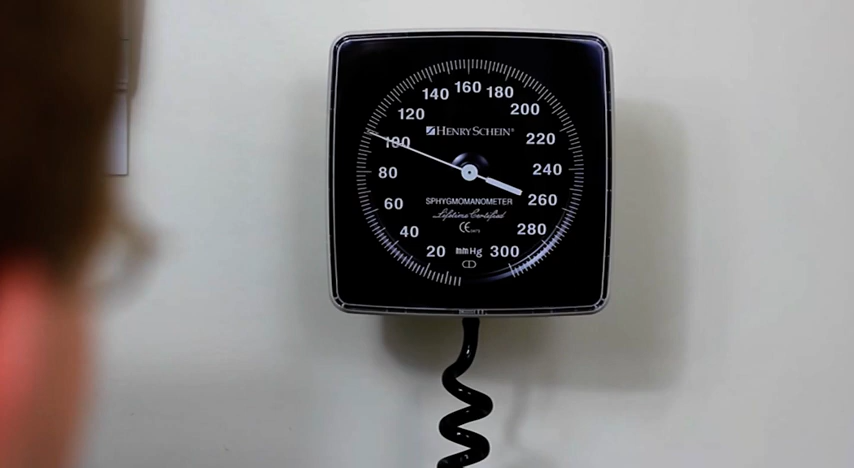 160
140 180
120 200
HENRY SCHEIN®
100 220
80 240
SPHYGMOMANOMETER
60 260
Lifetime Certified
CE
40 280
20 mmHg 300